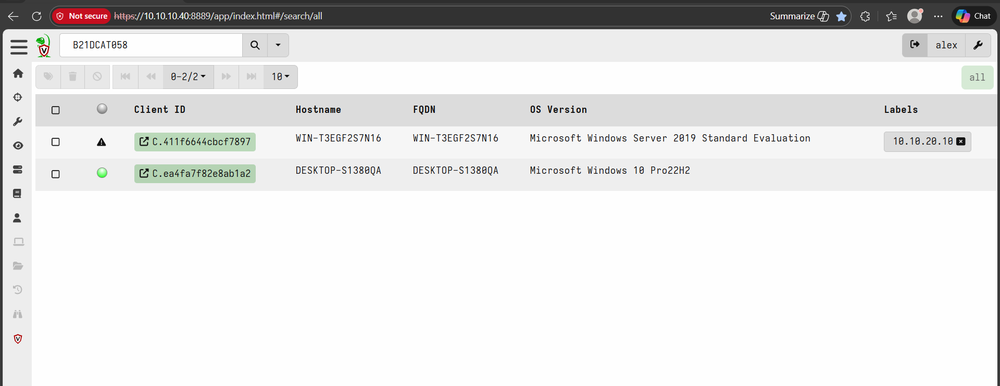 Not secure https://10.10.10.40:8889/app/index.html#/search/all Summarize Chat
V B21DCAT058 alex
0-2/2 10 all
Client ID Hostname FQDN OS Version Labels
C.411f6644cbcf7897 WIN-T3EGF2S7N16 WIN-T3EGF2S7N16 Microsoft Windows Server 2019 Standard Evaluation 10.10.20.10
C.ea4fa7f82e8ab1a2 DESKTOP-S1380QA DESKTOP-S1380QA Microsoft Windows 10 Pro22H2
V